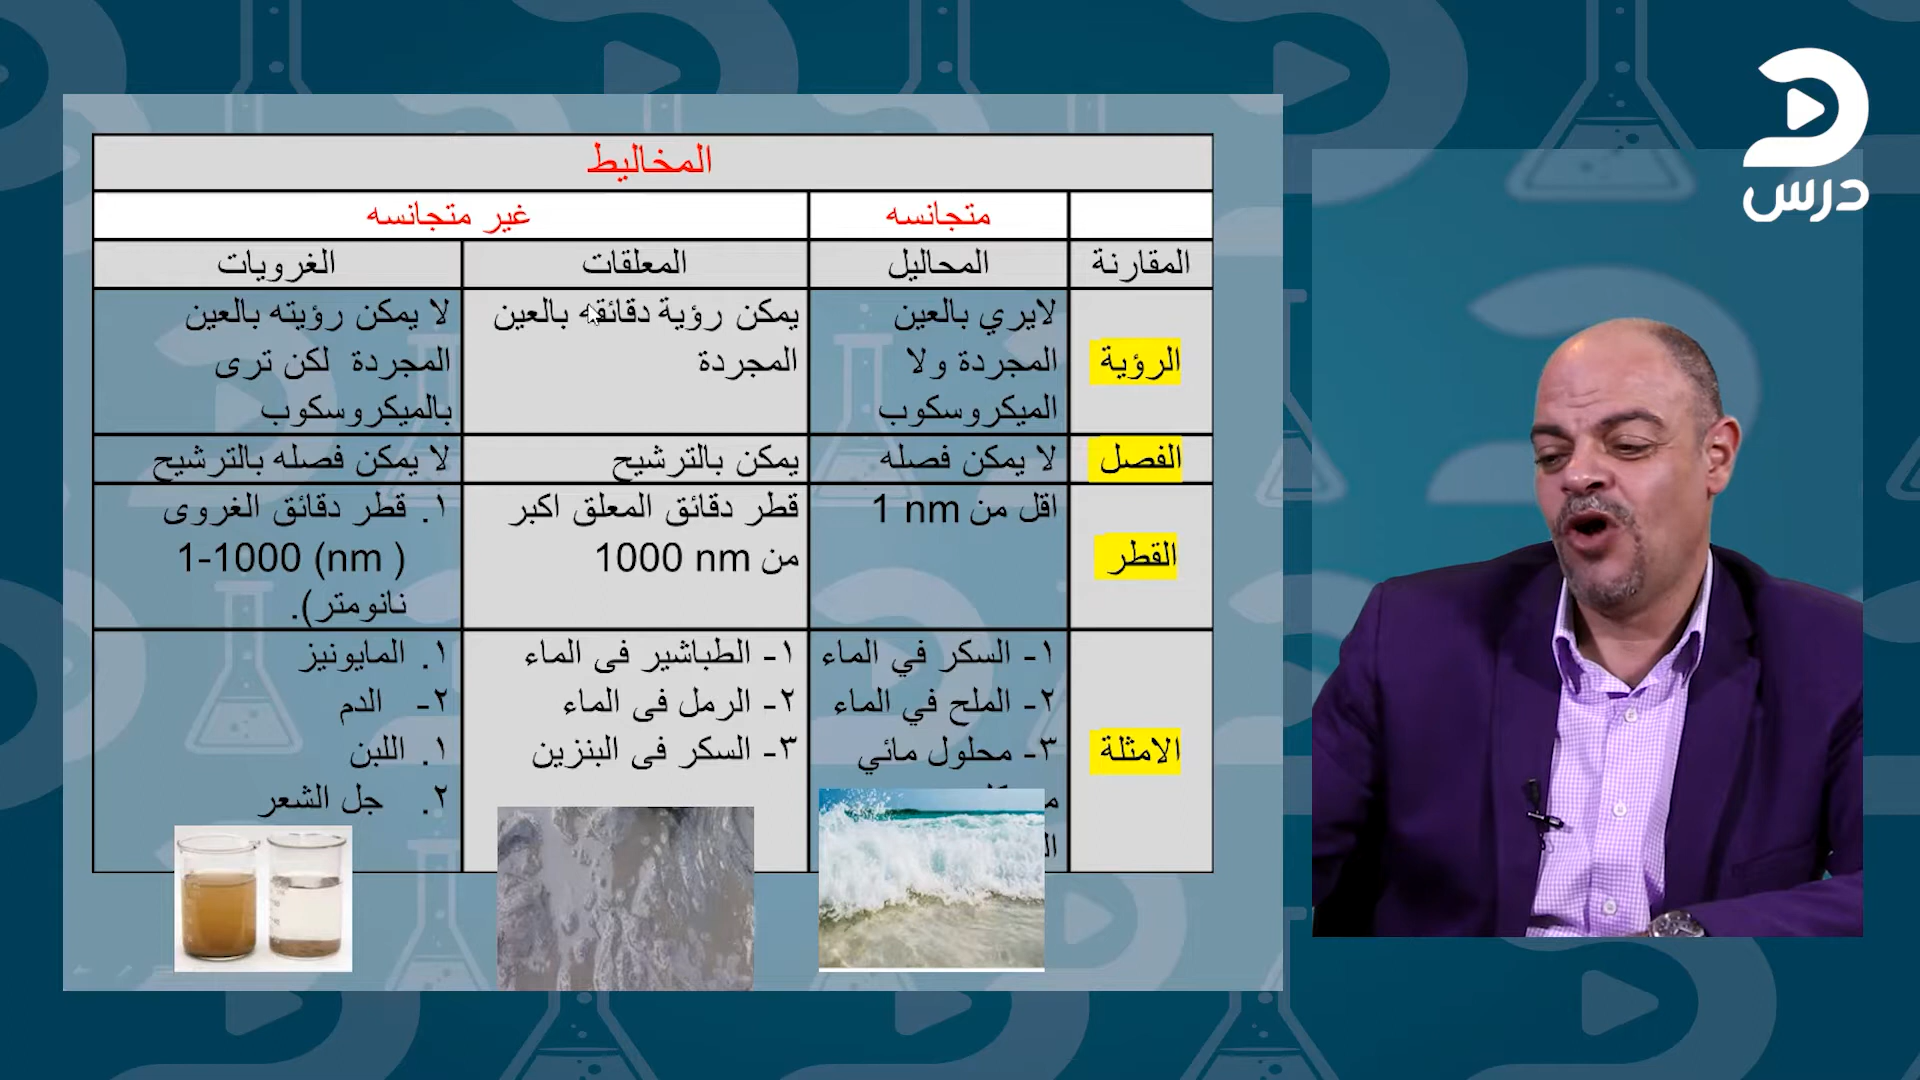 المخاليط
متجانسه
غير متجانسه
المقارنة
المحاليل
المعلقات
الغرويات
الرؤية
لايري بالعين
المجردة ولا
الميكروسكوب
يمكن رؤية دقائقه بالعين
المجردة
لا يمكن رؤيته بالعين
المجردة لكن ترى
بالميكروسكوب
الفصل
لا يمكن فصله
يمكن بالترشيح
لا يمكن فصله بالترشيح
القطر
اقل من 1 nm
قطر دقائق المعلق اكبر
من 1000 nm
١. قطر دقائق الغروى
1-1000 (nm )
نانومتر).
الامثلة
١- السكر في الماء
٢- الملح في الماء
٣- محلول مائي
١- الطباشير فى الماء
٢- الرمل فى الماء
٣- السكر فى البنزين
١. المايونيز
٢- الدم
١. اللبن
٢. جل الشعر
درس